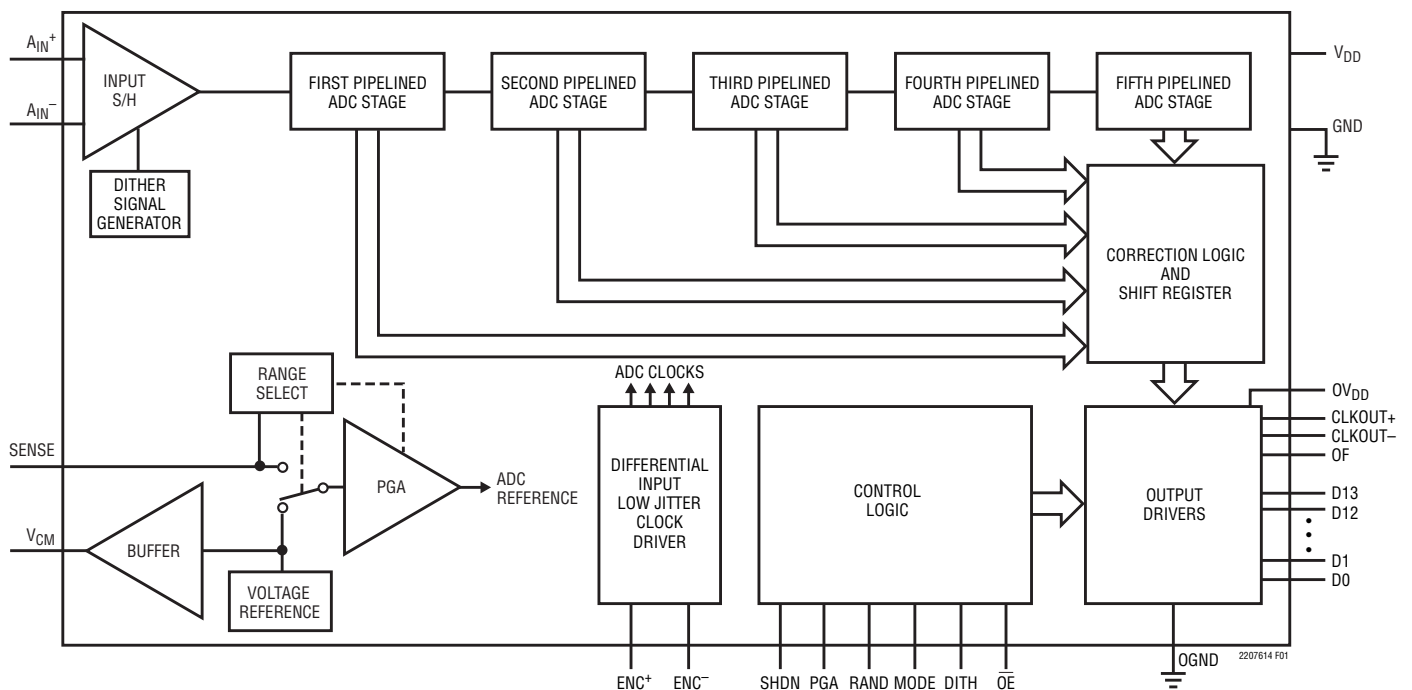 AIN+
AIN−
INPUT
S/H
DITHER
SIGNAL
GENERATOR
FIRST PIPELINED
ADC STAGE
SECOND PIPELINED
ADC STAGE
THIRD PIPELINED
ADC STAGE
FOURTH PIPELINED
ADC STAGE
FIFTH PIPELINED
ADC STAGE
VDD
GND
CORRECTION LOGIC
AND
SHIFT REGISTER
RANGE
SELECT
SENSE
PGA
ADC
REFERENCE
VCM
BUFFER
VOLTAGE
REFERENCE
ADC CLOCKS
DIFFERENTIAL
INPUT
LOW JITTER
CLOCK
DRIVER
CONTROL
LOGIC
OUTPUT
DRIVERS
OVDD
CLKOUT+
CLKOUT–
OF
D13
D12
D1
D0
OGND
2207614 F01
ENC+
ENC−
SHDN
PGA
RAND
MODE
DITH
O̅E̅